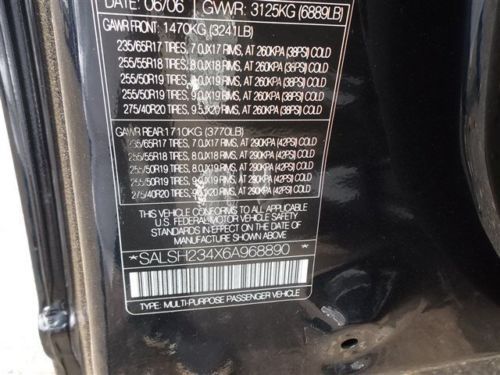 DATE: 06/06 GVWR: 3125KG (6889LB)
GAWR FRONT: 1470KG (3241LB)
235/65R17 TIRES, 7.0JX17 RIMS, AT 260KPA (38PSI) COLD
255/55R18 TIRES, 8.0JX18 RIMS, AT 260KPA (38PSI) COLD
255/50R19 TIRES, 8.0JX19 RIMS, AT 260KPA (38PSI) COLD
255/50R19 TIRES, 9.0JX19 RIMS, AT 260KPA (38PSI) COLD
275/40R20 TIRES, 9.5JX20 RIMS, AT 260KPA (38PSI) COLD
GAWR REAR: 1710KG (3770LB)
235/65R17 TIRES, 7.0JX17 RIMS, AT 290KPA (42PSI) COLD
255/55R18 TIRES, 8.0JX18 RIMS, AT 290KPA (42PSI) COLD
255/50R19 TIRES, 8.0JX19 RIMS, AT 290KPA (42PSI) COLD
255/50R19 TIRES, 9.0JX19 RIMS, AT 290KPA (42PSI) COLD
275/40R20 TIRES, 9.5JX20 RIMS, AT 290KPA (42PSI) COLD
THIS VEHICLE CONFORMS TO ALL APPLICABLE
U.S. FEDERAL MOTOR VEHICLE SAFETY
STANDARDS IN EFFECT ON THE DATE OF
MANUFACTURE SHOWN ABOVE
*SALSH234X6A968890*
TYPE: MULTI-PURPOSE PASSENGER VEHICLE